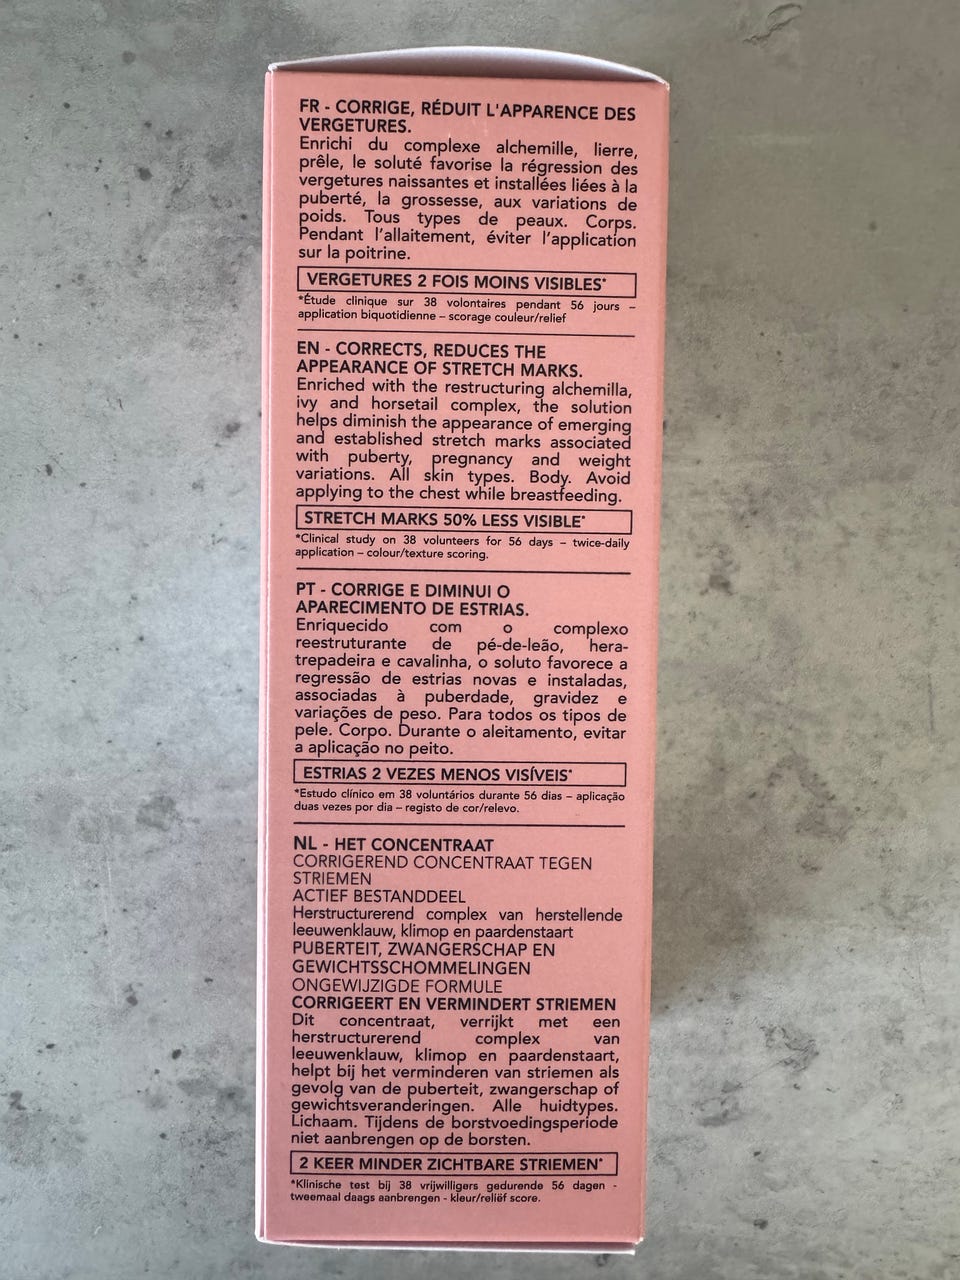 FR - CORRIGE, RÉDUIT L'APPARENCE DES
VERGETURES.
Enrichi du complexe alchemille, lierre,
prêle, le soluté favorise la régression des
vergetures naissantes et installées liées à la
puberté, la grossesse, aux variations de
poids. Tous types de peaux. Corps.
Pendant l'allaitement, éviter l'application
sur la poitrine.
VERGETURES 2 FOIS MOINS VISIBLES*
*Étude clinique sur 38 volontaires pendant 56 jours –
application biquotidienne – scorage couleur/relief
EN - CORRECTS, REDUCES THE
APPEARANCE OF STRETCH MARKS.
Enriched with the restructuring alchemilla,
ivy and horsetail complex, the solution
helps diminish the appearance of emerging
and established stretch marks associated
with puberty, pregnancy and weight
variations. All skin types. Body. Avoid
applying to the chest while breastfeeding.
STRETCH MARKS 50% LESS VISIBLE*
*Clinical study on 38 volunteers for 56 days – twice-daily
application – colour/texture scoring.
PT - CORRIGE E DIMINUI O
APARECIMENTO DE ESTRIAS.
Enriquecido com o complexo
reestruturante de pé-de-leão, hera-
trepadeira e cavalinha, o soluto favorece a
regressão de estrias novas e instaladas,
associadas à puberdade, gravidez e
variações de peso. Para todos os tipos de
pele. Corpo. Durante o aleitamento, evitar
a aplicação no peito.
ESTRIAS 2 VEZES MENOS VISÍVEIS*
*Estudo clínico em 38 voluntários durante 56 dias – aplicação
duas vezes por dia – registo de cor/relevo.
NL - HET CONCENTRAAT
CORRIGEREND CONCENTRAAT TEGEN
STRIEMEN
ACTIEF BESTANDDEEL
Herstructurerend complex van herstellende
leeuwenklauw, klimop en paardenstaart
PUBERTEIT, ZWANGERSCHAP EN
GEWICHTSSCHOMMELINGEN
ONGEWIJZIGDE FORMULE
CORRIGEERT EN VERMINDERT STRIEMEN
Dit concentraat, verrijkt met een
herstructurerend complex van
leeuwenklauw, klimop en paardenstaart,
helpt bij het verminderen van striemen als
gevolg van de puberteit, zwangerschap of
gewichtsveranderingen. Alle huidtypes.
Lichaam. Tijdens de borstvoedingsperiode
niet aanbrengen op de borsten.
2 KEER MINDER ZICHTBARE STRIEMEN*
*Klinische test bij 38 vrijwilligers gedurende 56 dagen -
tweemaal daags aanbrengen - kleur/reliëf score.